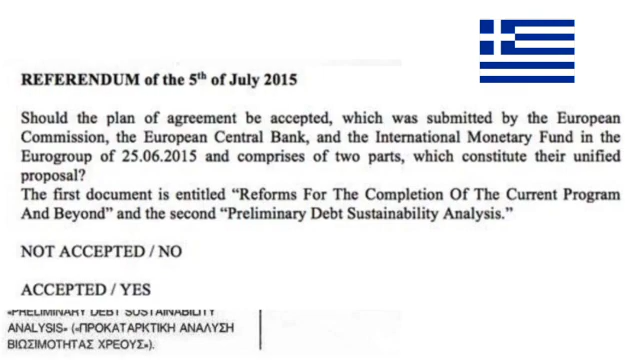 REFERENDUM of the 5th of July 2015
Should the plan of agreement be accepted, which was submitted by the European
Commission, the European Central Bank, and the International Monetary Fund in the
Eurogroup of 25.06.2015 and comprises of two parts, which constitute their unified
proposal?
The first document is entitled “Reforms For The Completion Of The Current Program
And Beyond” and the second “Preliminary Debt Sustainability Analysis.”
NOT ACCEPTED / NO
ACCEPTED / YES
«PRELIMINARY DEBT SUSTAINABILITY
ANALYSIS» («ΠΡΟΚΑΤΑΡΚΤΙΚΗ ΑΝΑΛΥΣΗ
ΒΙΩΣΙΜΟΤΗΤΑΣ ΧΡΕΟΥΣ»).